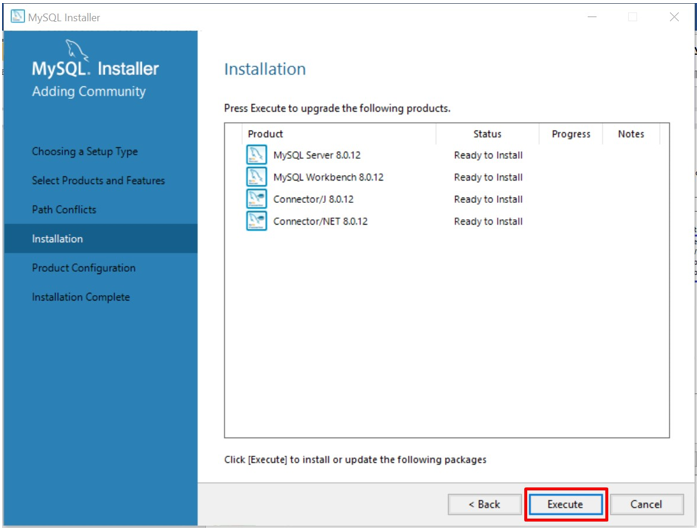 MySQL Installer
MySQL. Installer
Adding Community
Choosing a Setup Type
Select Products and Features
Path Conflicts
Installation
Product Configuration
Installation Complete
Installation
Press Execute to upgrade the following products.
Product Status Progress Notes
MySQL Server 8.0.12 Ready to Install
MySQL Workbench 8.0.12 Ready to Install
Connector/J 8.0.12 Ready to Install
Connector/NET 8.0.12 Ready to Install
Click [Execute] to install or update the following packages
< Back Execute Cancel